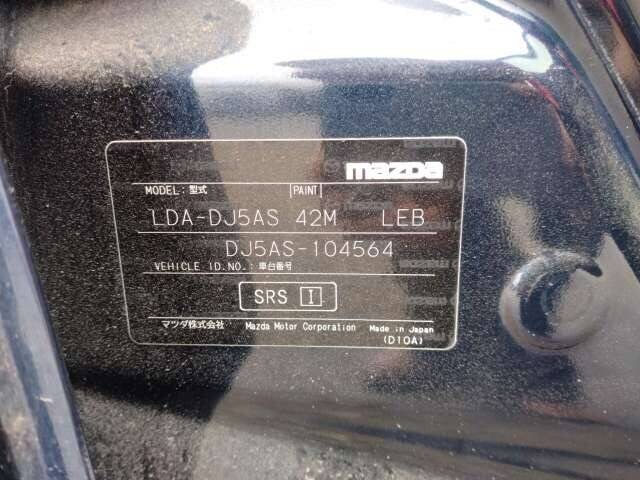 mazda
MODEL: 型式 PAINT
LDA-DJ5AS 42M LEB
DJ5AS-104564
VEHICLE ID.NO.: 車台番号
SRS I
マツダ株式会社 Mazda Motor Corporation Made in Japan
(D10A)